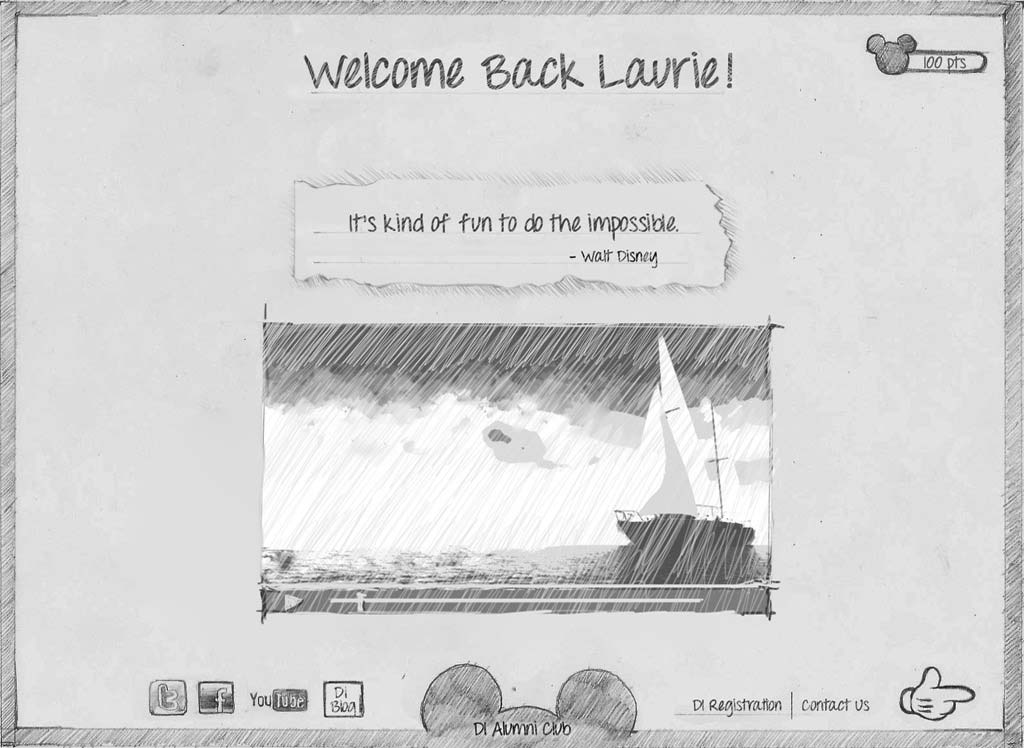 Welcome Back Laurie!
100 pts
It's kind of fun to do the impossible.
- Walt Disney
t
f
You Tube
Di
Blog
DI Alumni Club
DI Registration | Contact Us